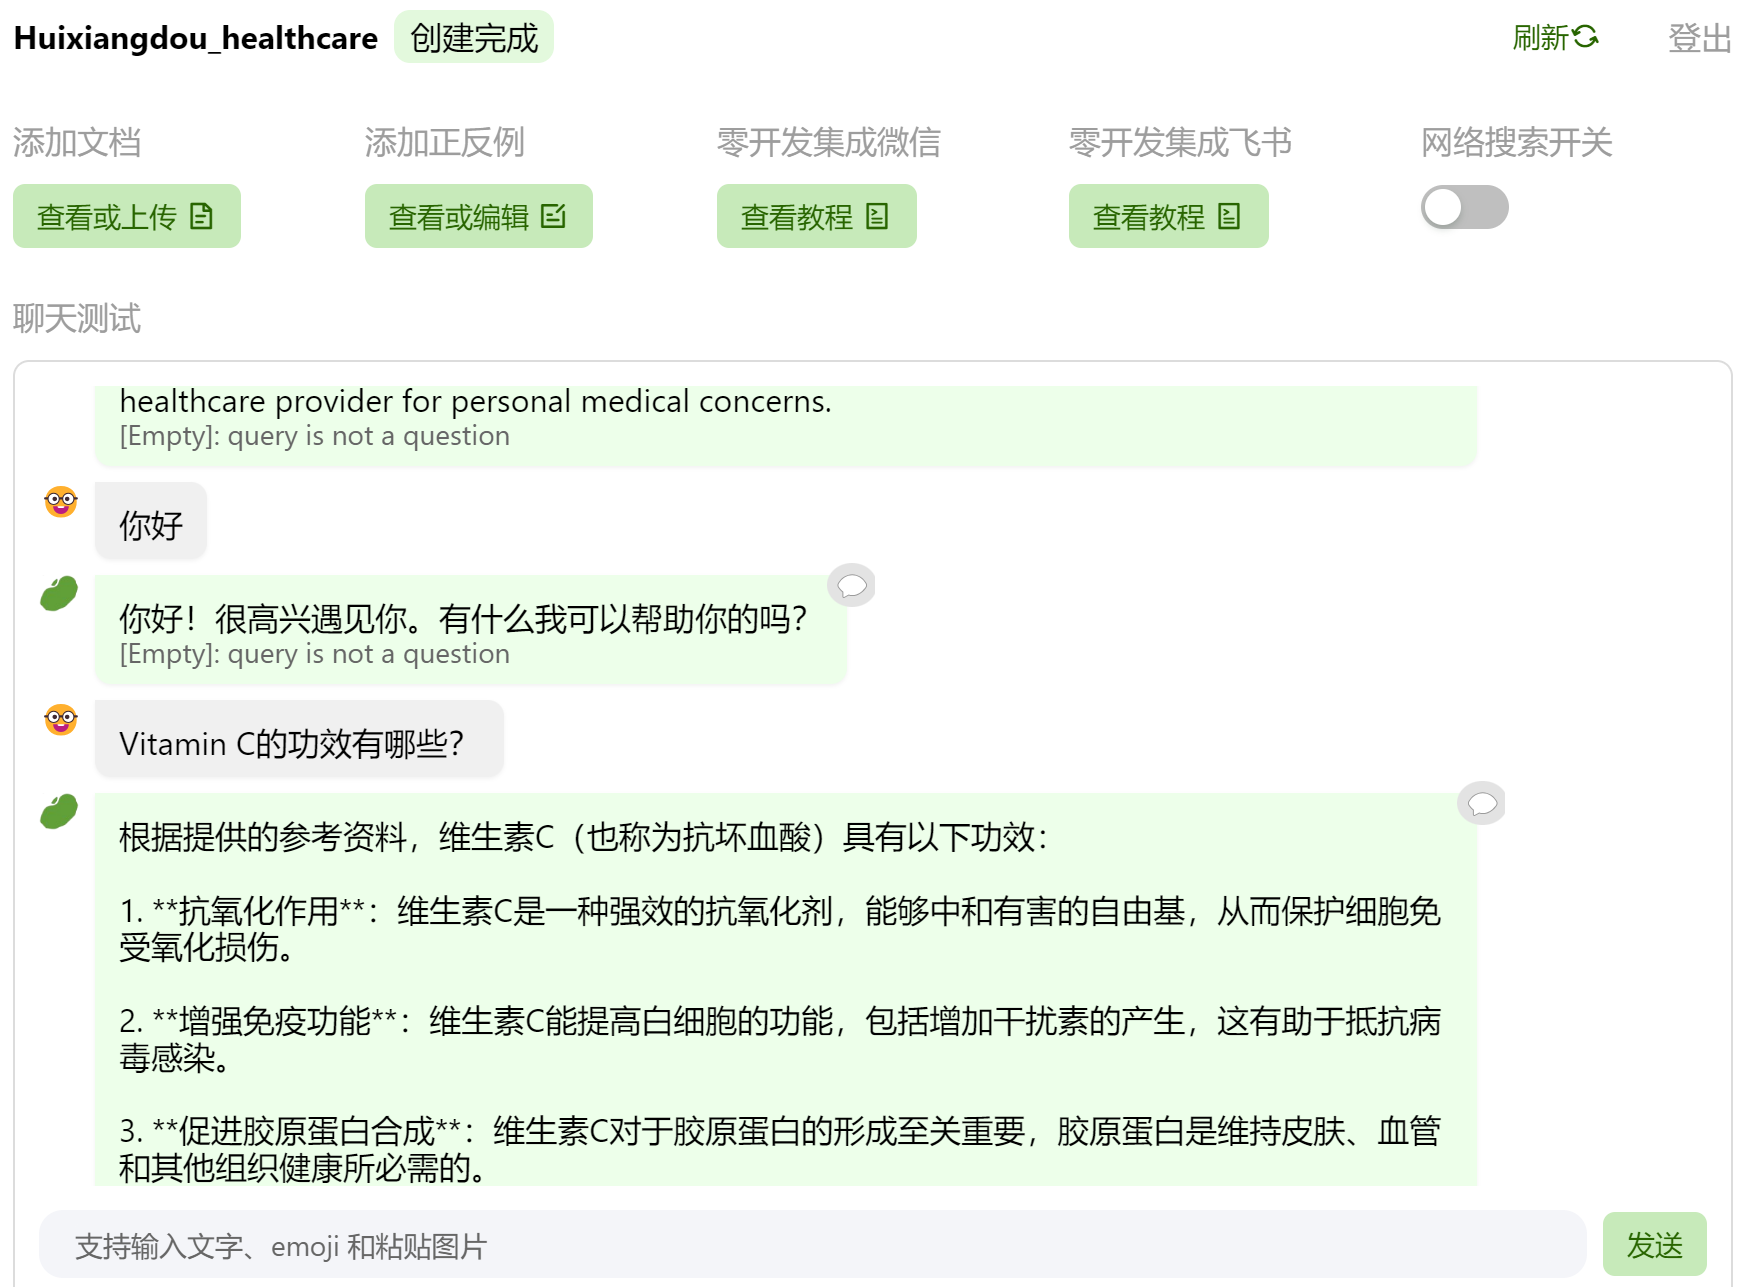 Huixiangdou_healthcare 创建完成 刷新 登出
添加文档 添加正反例 零开发集成微信 零开发集成飞书 网络搜索开关
查看或上传 查看或编辑 查看教程 查看教程
聊天测试
healthcare provider for personal medical concerns.
[Empty]: query is not a question
你好
你好！很高兴遇见你。有什么我可以帮助你的吗？
[Empty]: query is not a question
Vitamin C的功效有哪些？
根据提供的参考资料，维生素C（也称为抗坏血酸）具有以下功效：
1. **抗氧化作用**：维生素C是一种强效的抗氧化剂，能够中和有害的自由基，从而保护细胞免
受氧化损伤。
2. **增强免疫功能**：维生素C能提高白细胞的功能，包括增加干扰素的产生，这有助于抵抗病
毒感染。
3. **促进胶原蛋白合成**：维生素C对于胶原蛋白的形成至关重要，胶原蛋白是维持皮肤、血管
和其他组织健康所必需的。
支持输入文字、emoji 和粘贴图片 发送